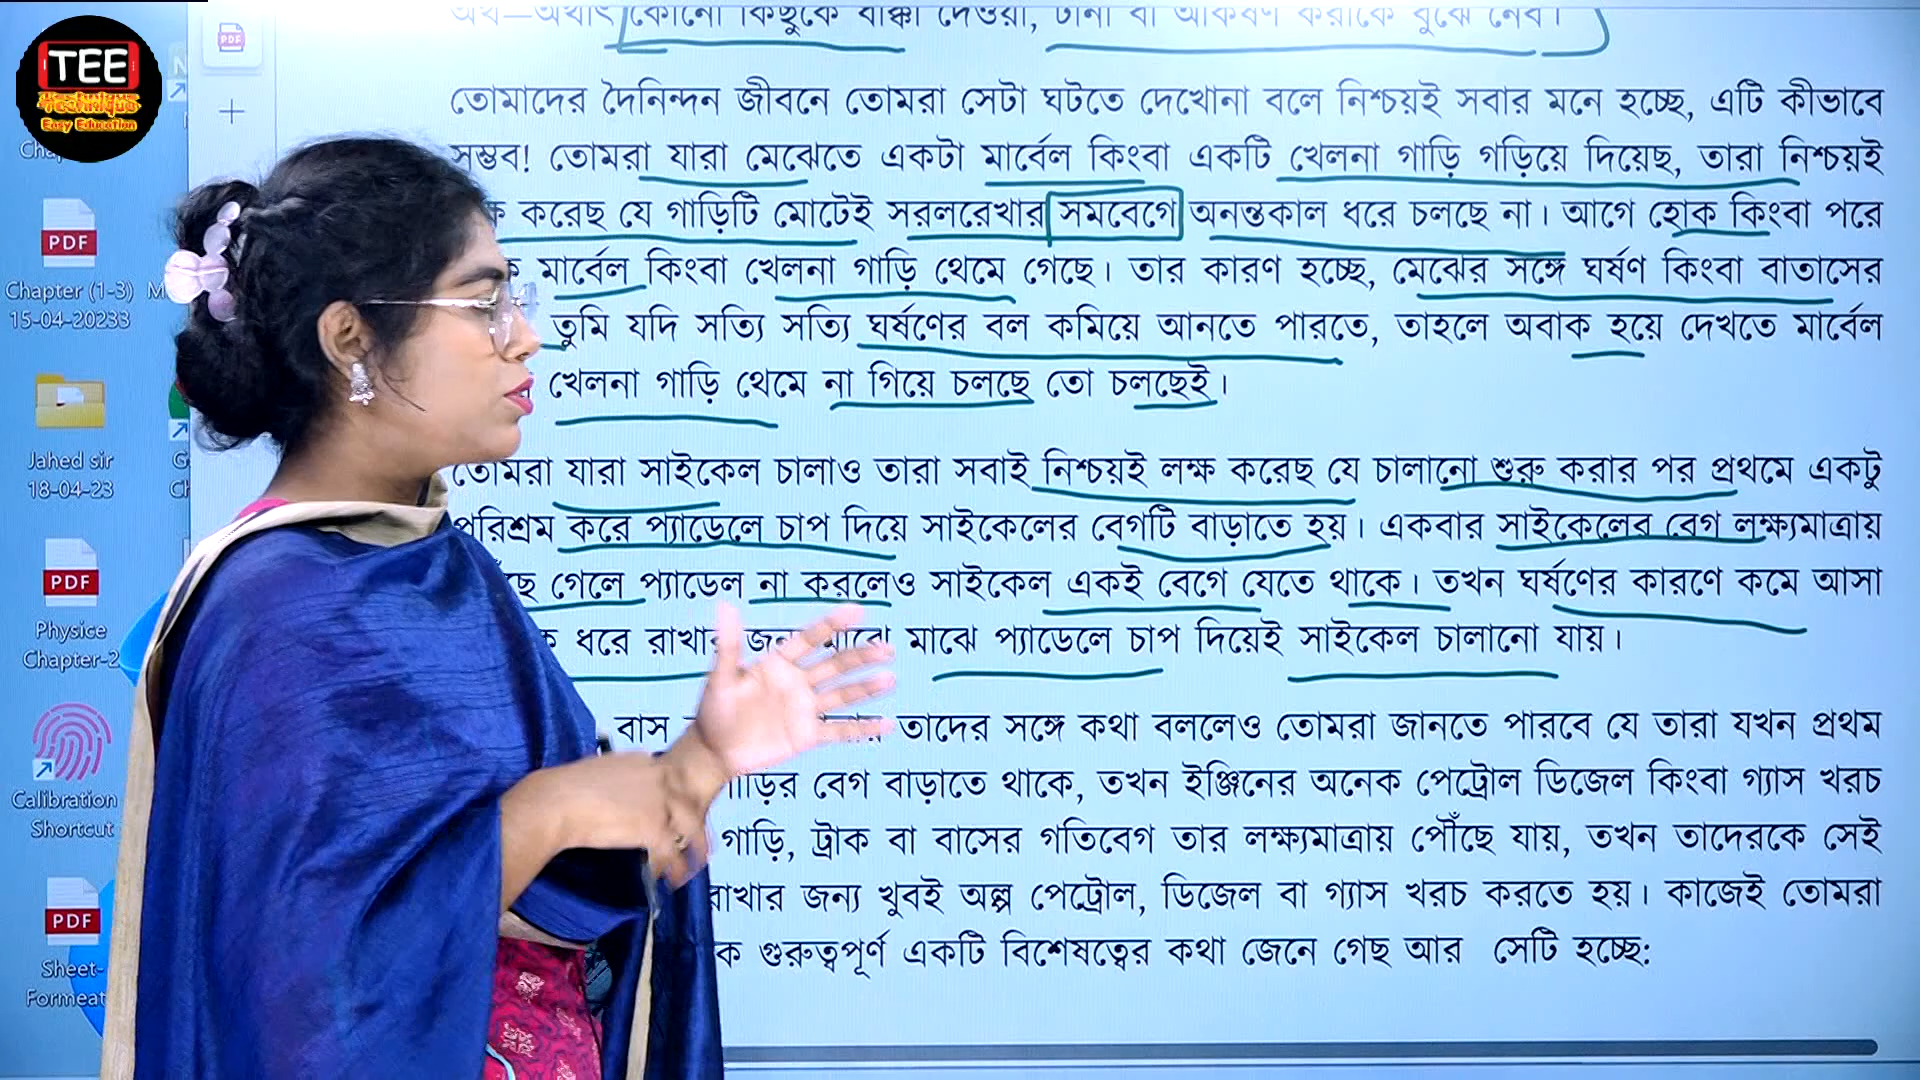 TEE
Technique
Easy Education
কোনো কিছুকে ধাক্কা দেওয়া, টানা বা আকর্ষণ করাকে বুঝে নেব।
তোমাদের দৈনিন্দন জীবনে তোমরা সেটা ঘটতে দেখোনা বলে নিশ্চয়ই সবার মনে হচ্ছে, এটি কীভাবে
সম্ভব! তোমরা যারা মেঝেতে একটা মার্বেল কিংবা একটি খেলনা গাড়ি গড়িয়ে দিয়েছ, তারা নিশ্চয়ই
করেছ যে গাড়িটি মোটেই সরলরেখার সমবেগে অনন্তকাল ধরে চলছে না। আগে হোক কিংবা পরে
মার্বেল কিংবা খেলনা গাড়ি থেমে গেছে। তার কারণ হচ্ছে, মেঝের সঙ্গে ঘর্ষণ কিংবা বাতাসের
তুমি যদি সত্যি সত্যি ঘর্ষণের বল কমিয়ে আনতে পারতে, তাহলে অবাক হয়ে দেখতে মার্বেল
খেলনা গাড়ি থেমে না গিয়ে চলছে তো চলছেই।
তোমরা যারা সাইকেল চালাও তারা সবাই নিশ্চয়ই লক্ষ করেছ যে চালানো শুরু করার পর প্রথমে একটু
পরিশ্রম করে প্যাডেলে চাপ দিয়ে সাইকেলের বেগটি বাড়াতে হয়। একবার সাইকেলের বেগ লক্ষ্যমাত্রায়
গেলে প্যাডেল না করলেও সাইকেল একই বেগে যেতে থাকে। তখন ঘর্ষণের কারণে কমে আসা
ধরে রাখার জন্য মাঝে মাঝে প্যাডেলে চাপ দিয়েই সাইকেল চালানো যায়।
বাস তাদের সঙ্গে কথা বললেও তোমরা জানতে পারবে যে তারা যখন প্রথম
গাড়ির বেগ বাড়াতে থাকে, তখন ইঞ্জিনের অনেক পেট্রোল ডিজেল কিংবা গ্যাস খরচ
গাড়ি, ট্রাক বা বাসের গতিবেগ তার লক্ষ্যমাত্রায় পৌঁছে যায়, তখন তাদেরকে সেই
রাখার জন্য খুবই অল্প পেট্রোল, ডিজেল বা গ্যাস খরচ করতে হয়। কাজেই তোমরা
গুরুত্বপূর্ণ একটি বিশেষত্বের কথা জেনে গেছ আর সেটি হচ্ছে:
PDF
PDF
Chapter (1-3)
15-04-20233
Jahed sir
18-04-23
PDF
Physice
Chapter-2
Calibration
Shortcut
PDF
Sheet-
Formeat